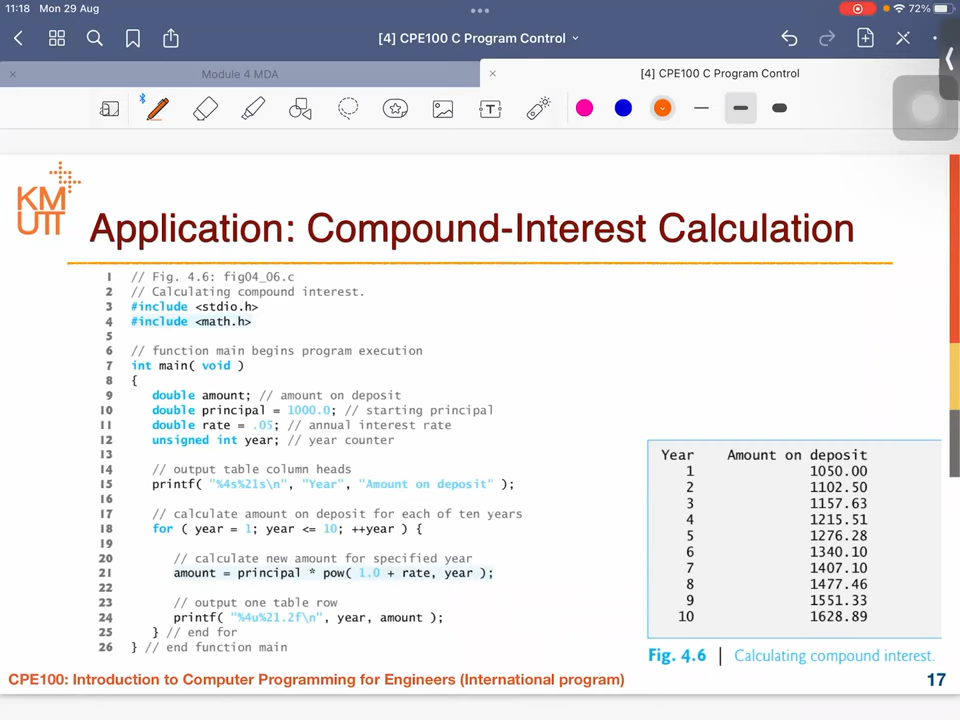 11:18 Mon 29 Aug
72%
[4] CPE100 C Program Control
Module 4 MDA
[4] CPE100 C Program Control
KM
UTT
Application: Compound-Interest Calculation
1 // Fig. 4.6: fig04_06.c
2 // Calculating compound interest.
3 #include <stdio.h>
4 #include <math.h>
5
6 // function main begins program execution
7 int main( void )
8 {
9 double amount; // amount on deposit
10 double principal = 1000.0; // starting principal
11 double rate = .05; // annual interest rate
12 unsigned int year; // year counter
13
14 // output table column heads
15 printf( "%4s%21s\n", "Year", "Amount on deposit" );
16
17 // calculate amount on deposit for each of ten years
18 for ( year = 1; year <= 10; ++year ) {
19
20 // calculate new amount for specified year
21 amount = principal * pow( 1.0 + rate, year );
22
23 // output one table row
24 printf( "%4u%21.2f\n", year, amount );
25 } // end for
26 } // end function main
Year Amount on deposit
1 1050.00
2 1102.50
3 1157.63
4 1215.51
5 1276.28
6 1340.10
7 1407.10
8 1477.46
9 1551.33
10 1628.89
Fig. 4.6 | Calculating compound interest.
CPE100: Introduction to Computer Programming for Engineers (International program)
17